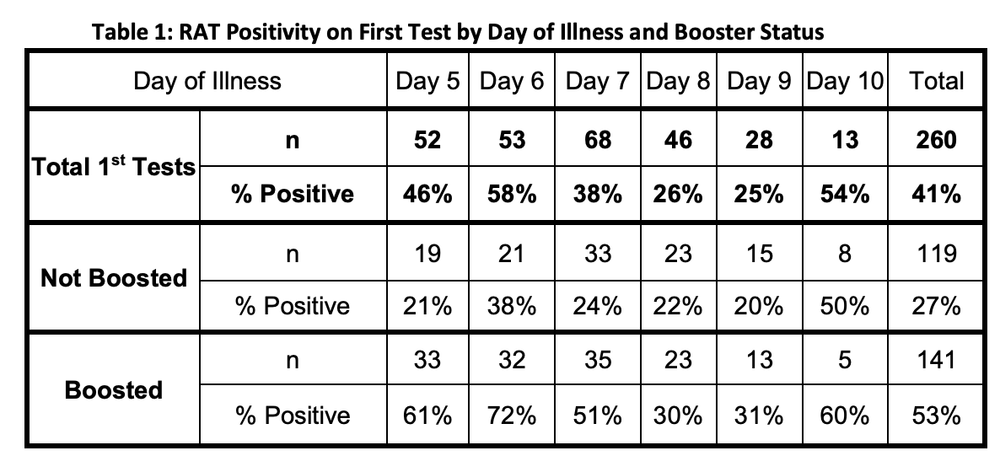 Table 1: RAT Positivity on First Test by Day of Illness and Booster Status
Day of Illness Day 5 Day 6 Day 7 Day 8 Day 9 Day 10 Total
Total 1st Tests n 52 53 68 46 28 13 260
% Positive 46% 58% 38% 26% 25% 54% 41%
Not Boosted n 19 21 33 23 15 8 119
% Positive 21% 38% 24% 22% 20% 50% 27%
Boosted n 33 32 35 23 13 5 141
% Positive 61% 72% 51% 30% 31% 60% 53%